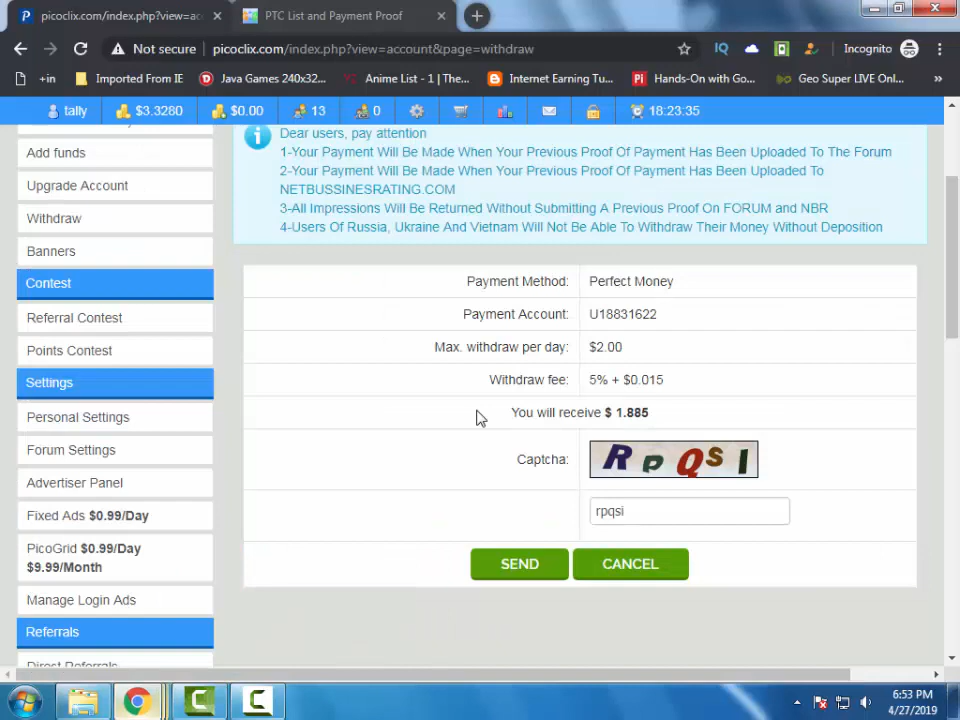 picoclix.com/index.php?view=acc
PTC List and Payment Proof
Not secure
picoclix.com/index.php?view=account&page=withdraw
IQ
Incognito
+in
Imported From IE
Java Games 240x32...
Anime List - 1 | The...
Internet Earning Tu...
Hands-On with Go...
Geo Super LIVE Onl...
»
tally
$3.3280
$0.00
13
0
18:23:35
Add funds
Upgrade Account
Withdraw
Banners
Contest
Referral Contest
Points Contest
Settings
Personal Settings
Forum Settings
Advertiser Panel
Fixed Ads $0.99/Day
PicoGrid $0.99/Day
$9.99/Month
Manage Login Ads
Referrals
Direct Referrals
Dear users, pay attention
1-Your Payment Will Be Made When Your Previous Proof Of Payment Has Been Uploaded To The Forum
2-Your Payment Will Be Made When Your Previous Proof Of Payment Has Been Uploaded To
NETBUSSINESRATING.COM
3-All Impressions Will Be Returned Without Submitting A Previous Proof On FORUM and NBR
4-Users Of Russia, Ukraine And Vietnam Will Not Be Able To Withdraw Their Money Without Deposition
Payment Method: Perfect Money
Payment Account: U18831622
Max. withdraw per day: $2.00
Withdraw fee: 5% + $0.015
You will receive $ 1.885
Captcha: R p Q S I
rpqsi
SEND
CANCEL
6:53 PM
4/27/2019